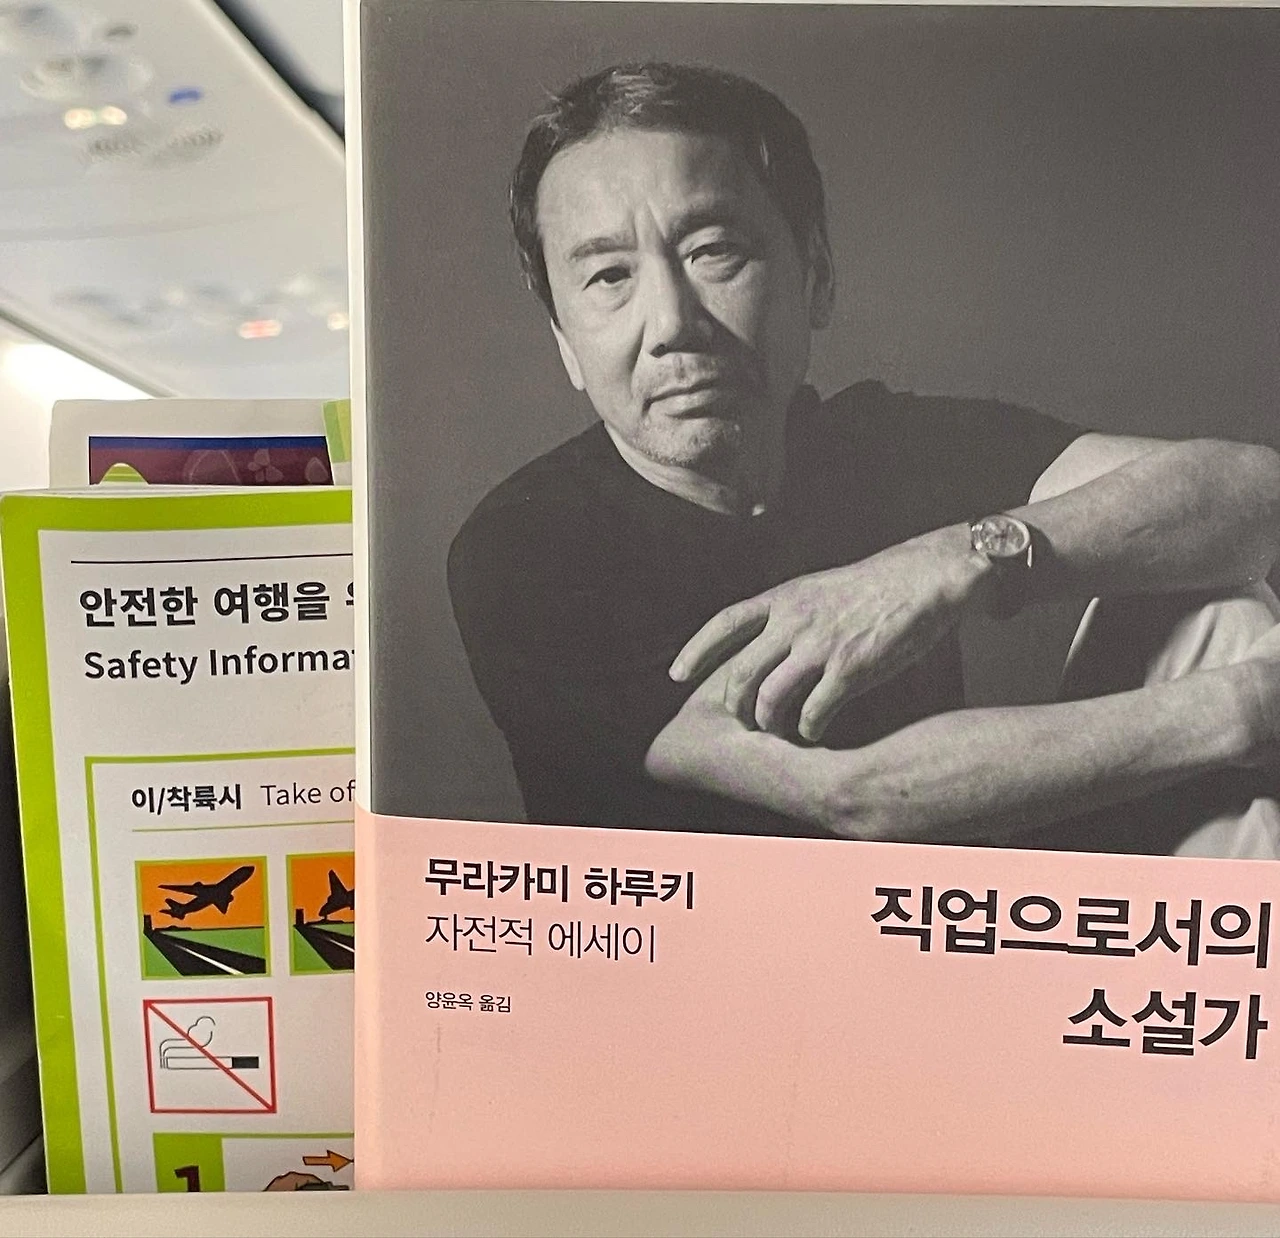 안전한 여행을
Safety Informa
이/착륙시 Take of
1
무라카미 하루키
자전적 에세이
양윤옥 옮김
직업으로서의
소설가